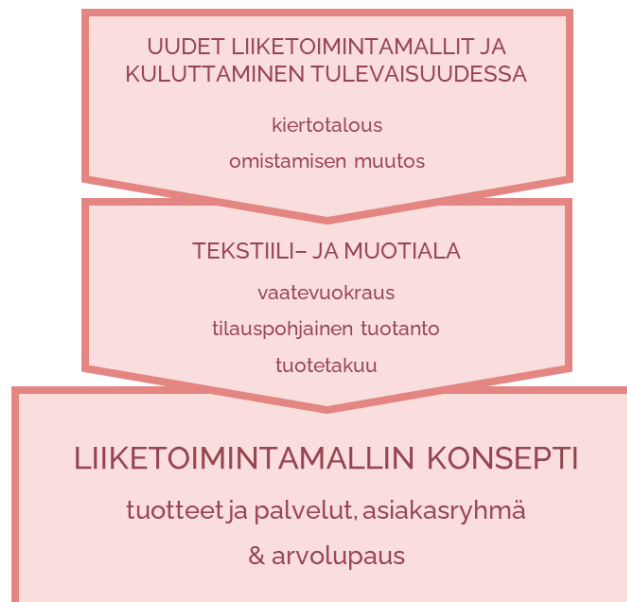 UUDET LIIKETOIMINTAMALLIT JA
KULUTTAMINEN TULEVAISUUDESSA
kiertotalous
omistamisen muutos
TEKSTIILI– JA MUOTIALA
vaatevuokraus
tilauspohjainen tuotanto
tuotetakuu
LIIKETOIMINTAMALLIN KONSEPTI
tuotteet ja palvelut, asiakasryhmä
& arvolupaus